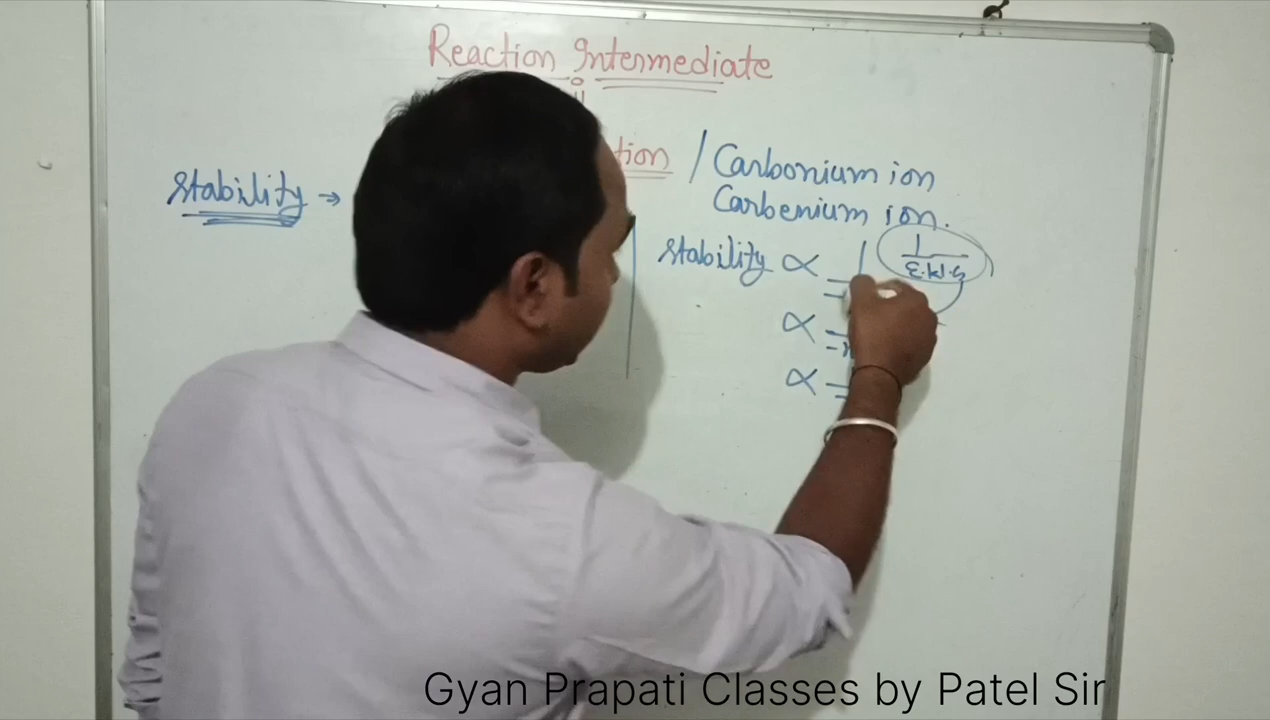 Reaction Intermediate
tion / Carbonium ion
Carbenium ion.
Stability →
Stability ∝
1
E.W.G
∝
∝
Gyan Prapati Classes by Patel Sir